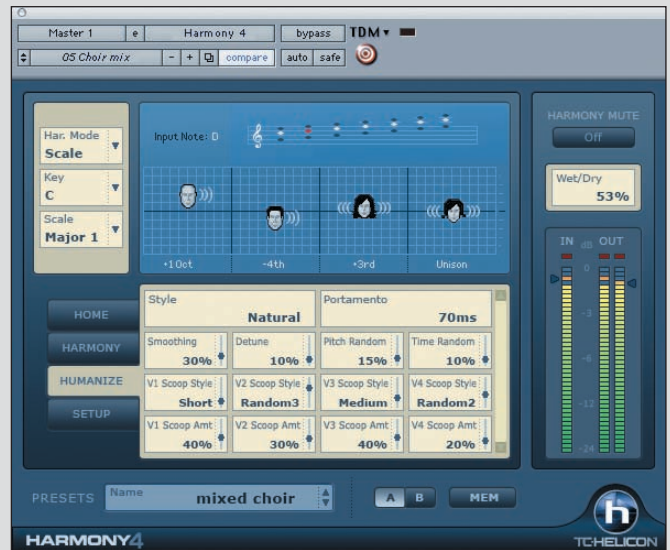 Master 1 e Harmony 4 bypass TDM
05 Choir mix - + compare auto safe
Har. Mode
Scale
Key
C
Scale
Major 1
Input Note: D
+1Oct -4th +3rd Unison
HARMONY MUTE
Off
Wet/Dry
53%
IN dB OUT
0
-3
-6
-12
-24
HOME
HARMONY
HUMANIZE
SETUP
Style
Natural
Portamento
70ms
Smoothing
30%
Detune
10%
Pitch Random
15%
Time Random
10%
V1 Scoop Style
Short
V2 Scoop Style
Random3
V3 Scoop Style
Medium
V4 Scoop Style
Random2
V1 Scoop Amt
40%
V2 Scoop Amt
30%
V3 Scoop Amt
40%
V4 Scoop Amt
20%
PRESETS Name mixed choir A B MEM
h
HARMONY4 TC·HELICON